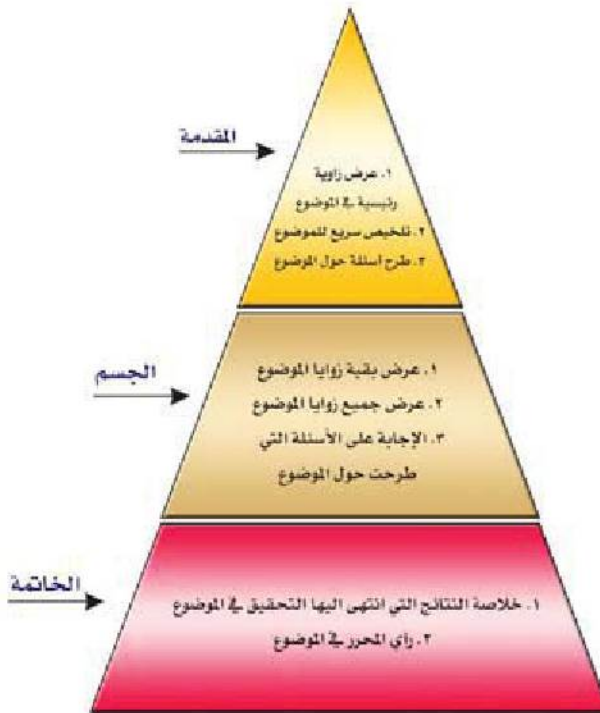 المقدمة
١. عرض زاوية
رئيسية في الموضوع
٢. تلخيص سريع للموضوع
٣. طرح اسئلة حول الموضوع
الجسم
١. عرض بقية زوايا الموضوع
٢. عرض جميع زوايا الموضوع
٣. الإجابة على الأسئلة التي
طرحت حول الموضوع
الخاتمة
١. خلاصة النتائج التي انتهى اليها التحقيق في الموضوع
٢. رأي المحرر في الموضوع